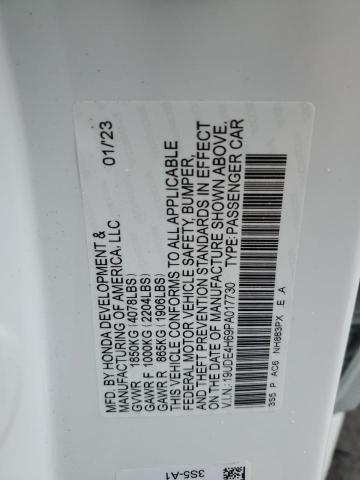 MFD. BY HONDA DEVELOPMENT & 01/23
MANUFACTURING OF AMERICA, LLC
GVWR 1850KG (4078LBS)
GAWR F 1000KG (2204LBS)
GAWR R 865KG (1906LBS)
THIS VEHICLE CONFORMS TO ALL APPLICABLE
FEDERAL MOTOR VEHICLE SAFETY, BUMPER,
AND THEFT PREVENTION STANDARDS IN EFFECT
ON THE DATE OF MANUFACTURE SHOWN ABOVE.
V.I.N.: 19UDE4H69PA017730 TYPE: PASSENGER CAR
3S5 P AC6 NH883PX E .A
3S5-A1